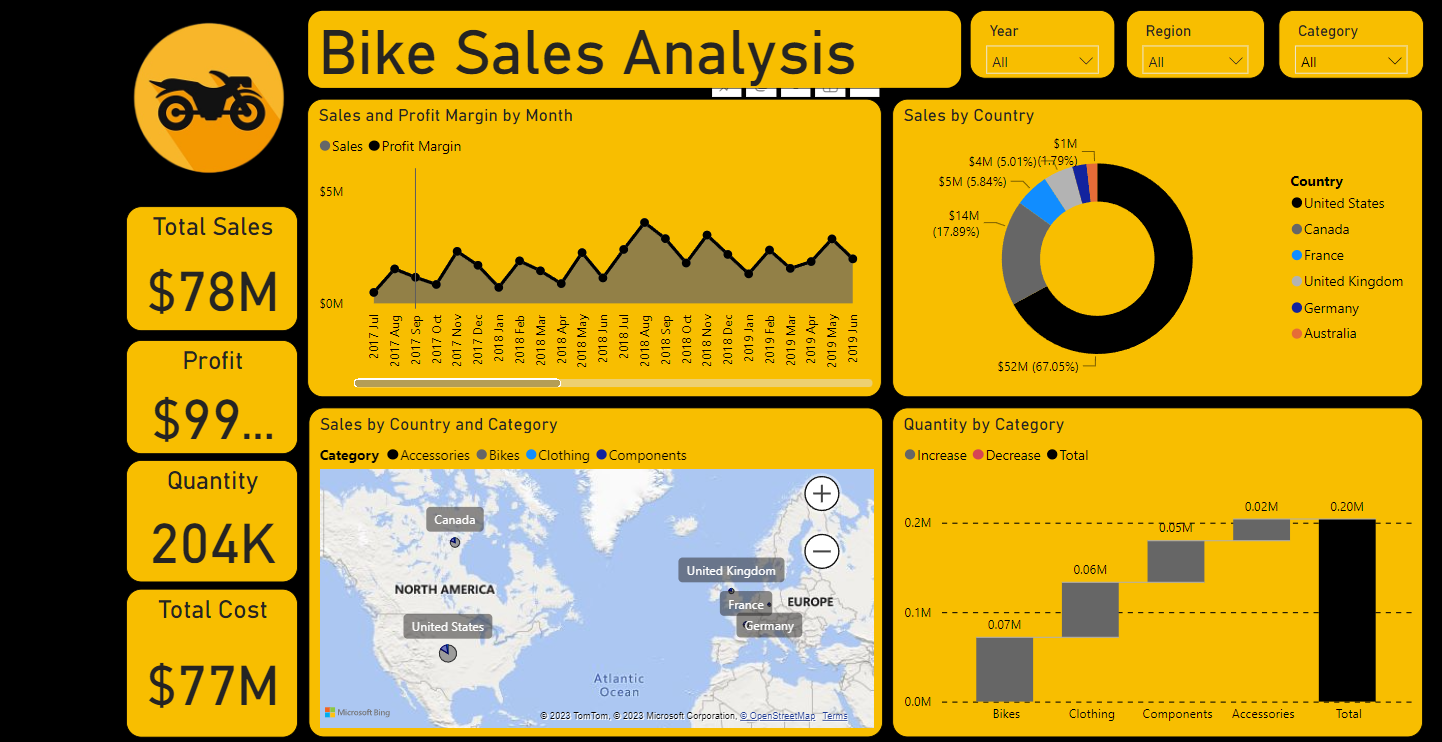 Bike Sales Analysis
Year
All
Region
All
Category
All
Total Sales
$78M
Profit
$99...
Quantity
204K
Total Cost
$77M
Sales and Profit Margin by Month
Sales Profit Margin
$5M
$0M
2017 Jul
2017 Aug
2017 Sep
2017 Oct
2017 Nov
2017 Dec
2018 Jan
2018 Feb
2018 Mar
2018 Apr
2018 May
2018 Jun
2018 Jul
2018 Aug
2018 Sep
2018 Oct
2018 Nov
2018 Dec
2019 Jan
2019 Feb
2019 Mar
2019 Apr
2019 May
2019 Jun
Sales by Country
$1M
(1.79%)
$4M (5.01%)
$5M (5.84%)
$14M
(17.89%)
$52M (67.05%)
Country
United States
Canada
France
United Kingdom
Germany
Australia
Sales by Country and Category
Category Accessories Bikes Clothing Components
Canada
NORTH AMERICA
United States
United Kingdom
France
EUROPE
Germany
Atlantic
Ocean
Microsoft Bing
© 2023 TomTom, © 2023 Microsoft Corporation, © OpenStreetMap Terms
Quantity by Category
Increase Decrease Total
0.2M
0.1M
0.0M
0.07M
0.06M
0.05M
0.02M
0.20M
Bikes
Clothing
Components
Accessories
Total